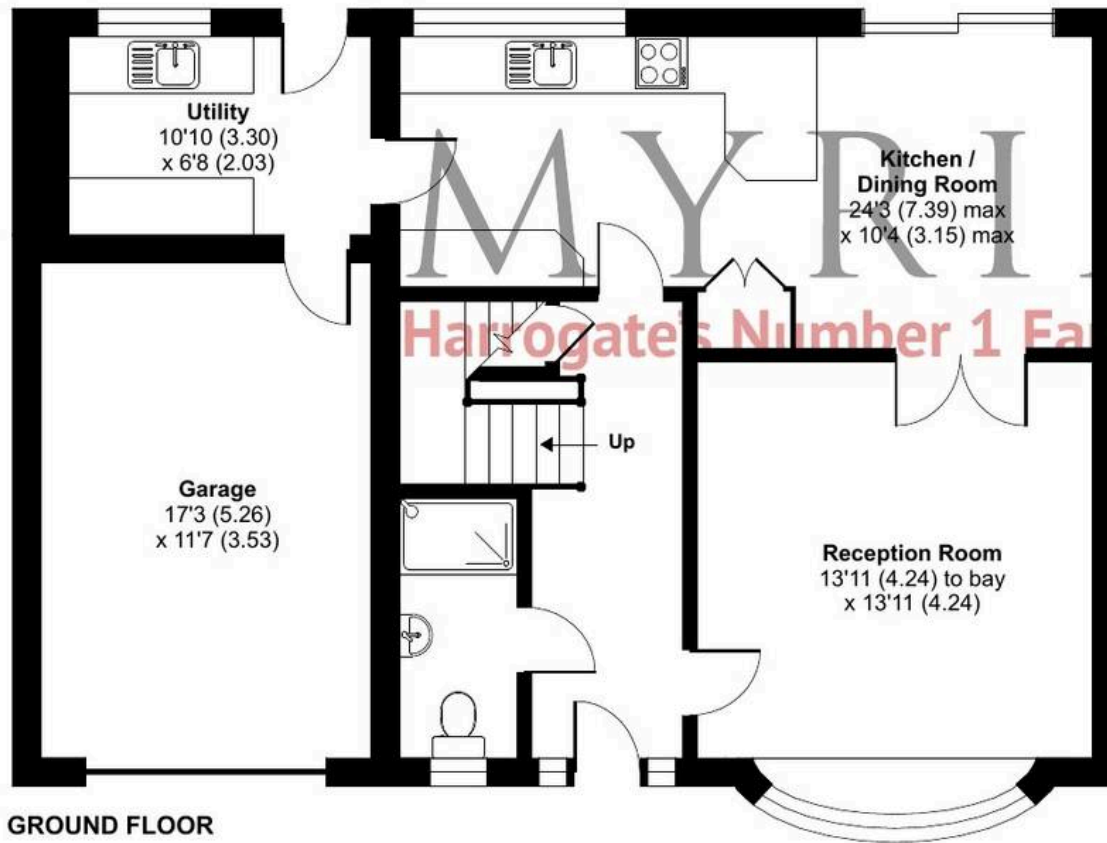 Utility
10'10 (3.30)
x 6'8 (2.03)
MYRI
Kitchen /
Dining Room
24'3 (7.39) max
x 10'4 (3.15) max
Harrogate's Number 1 Ea
Up
Garage
17'3 (5.26)
x 11'7 (3.53)
Reception Room
13'11 (4.24) to bay
x 13'11 (4.24)
GROUND FLOOR